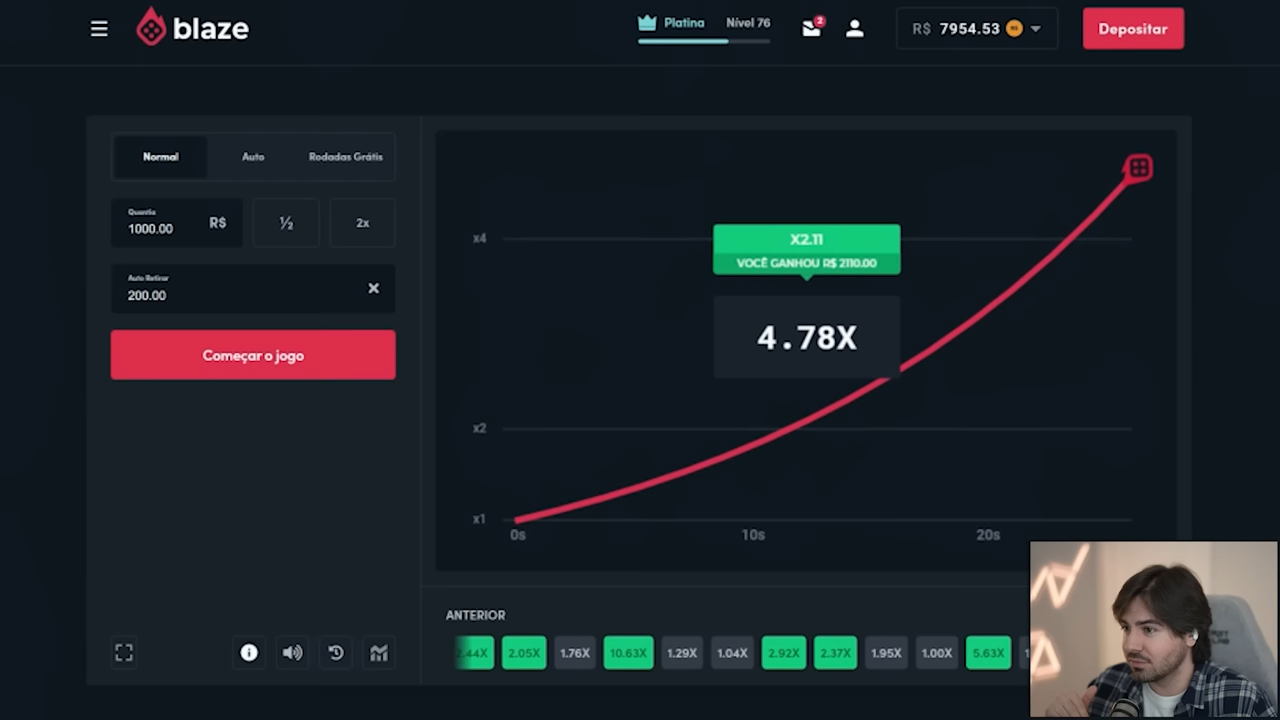 blaze
Platina Nível 76
2
R$ 7954.53
Depositar
Normal Auto Rodadas Grátis
Quantia
1000.00 R$ ½ 2x
Auto Retirar
200.00
Começar o jogo
x4
X2.11
VOCÊ GANHOU R$ 2110.00
4.78X
x2
x1
0s 10s 20s
ANTERIOR
2.05X 1.76X 10.63X 1.29X 1.04X 2.92X 2.37X 1.95X 1.00X 5.63X